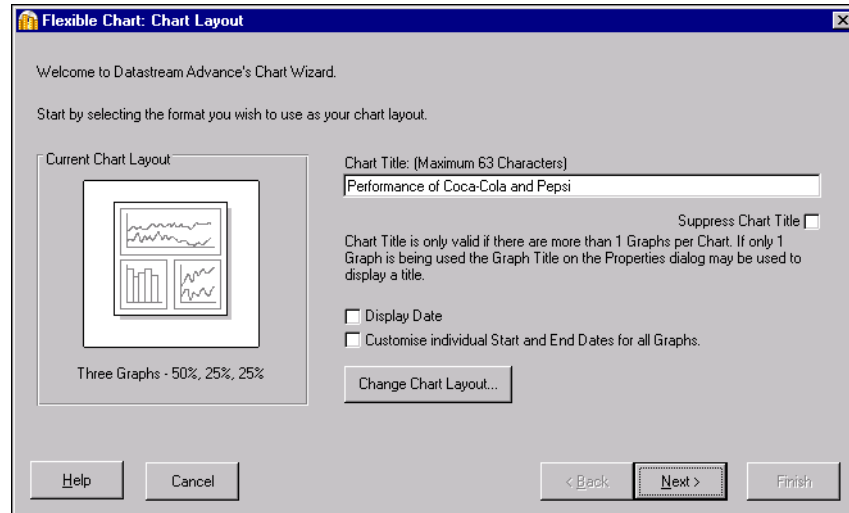 Flexible Chart: Chart Layout
Welcome to Datastream Advance's Chart Wizard.
Start by selecting the format you wish to use as your chart layout.
Current Chart Layout
Three Graphs - 50%, 25%, 25%
Chart Title: (Maximum 63 Characters)
Performance of Coca-Cola and Pepsi
Suppress Chart Title
Chart Title is only valid if there are more than 1 Graphs per Chart. If only 1
Graph is being used the Graph Title on the Properties dialog may be used to
display a title.
Display Date
Customise individual Start and End Dates for all Graphs.
Change Chart Layout...
Help
Cancel
< Back
Next >
Finish